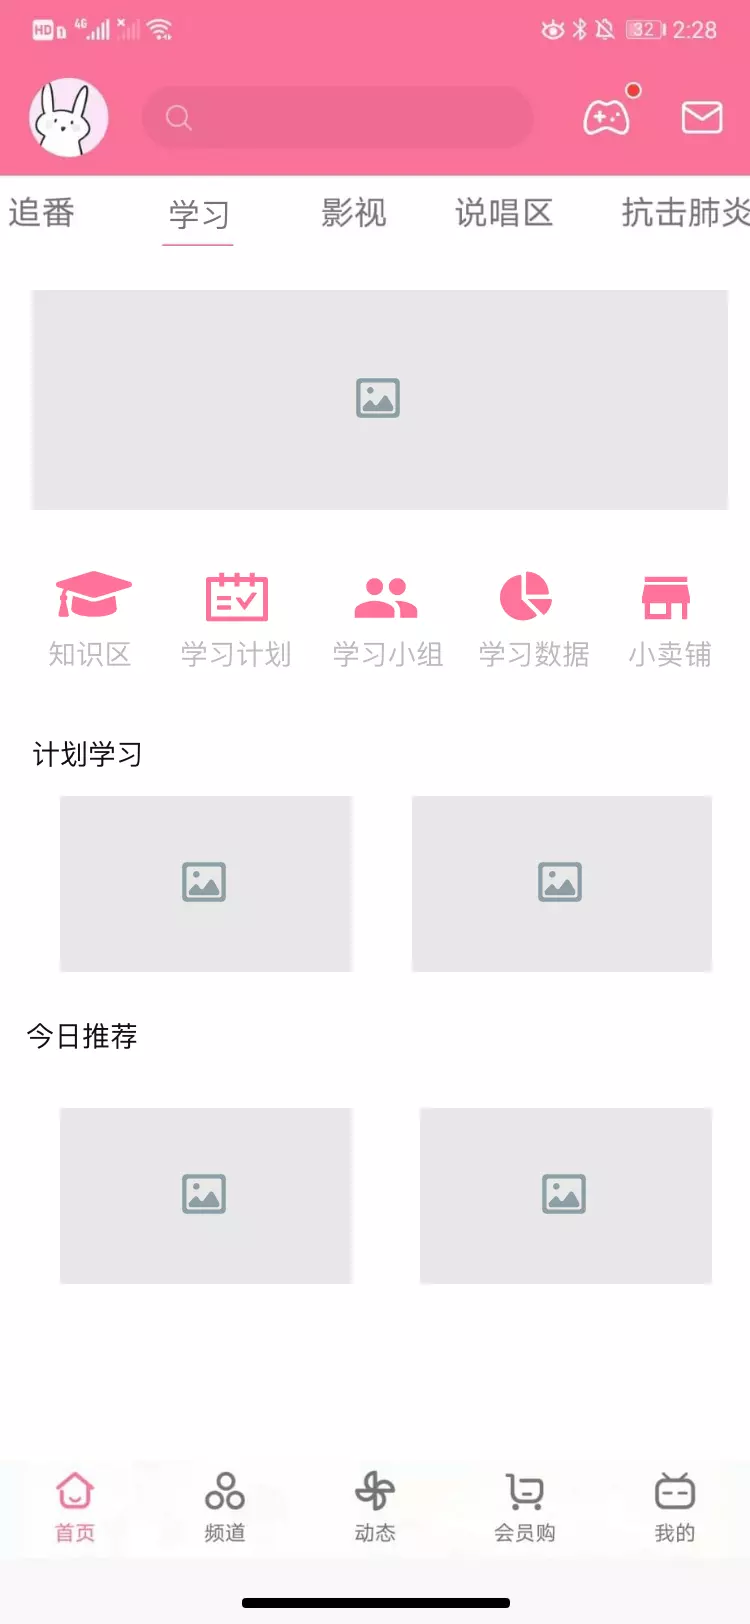 HD 1 4G 32 2:28
追番 学习 影视 说唱区 抗击肺炎
知识区 学习计划 学习小组 学习数据 小卖铺
计划学习
今日推荐
首页 频道 动态 会员购 我的